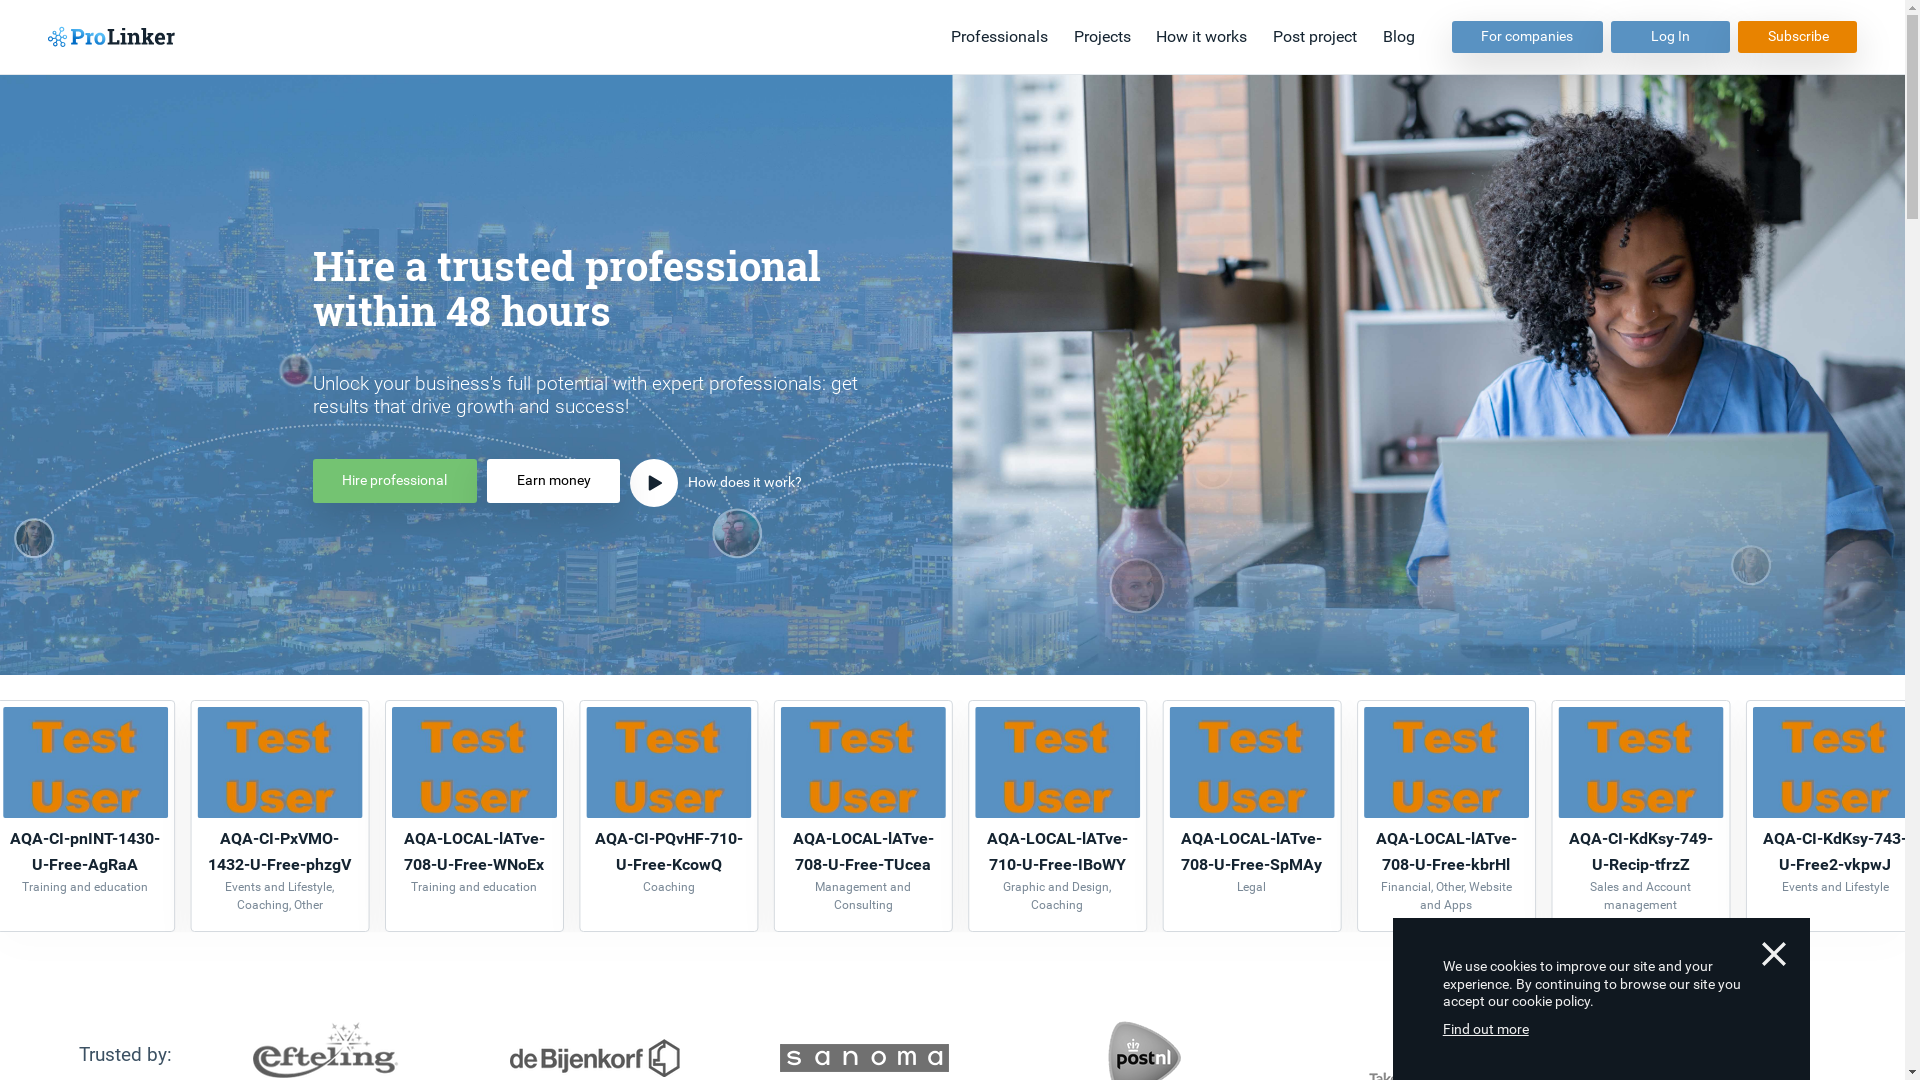 ProLinker
Professionals
Projects
How it works
Post project
Blog
For companies
Log In
Subscribe
Hire a trusted professional
within 48 hours
Unlock your business's full potential with expert professionals: get
results that drive growth and success!
Hire professional
Earn money
How does it work?
Test
User
AQA-CI-pnINT-1430-
U-Free-AgRaA
Training and education
Test
User
AQA-CI-PxVMO-
1432-U-Free-phzgV
Events and Lifestyle,
Coaching, Other
Test
User
AQA-LOCAL-lATve-
708-U-Free-WNoEx
Training and education
Test
User
AQA-CI-PQvHF-710-
U-Free-KcowQ
Coaching
Test
User
AQA-LOCAL-lATve-
708-U-Free-TUcea
Management and
Consulting
Test
User
AQA-LOCAL-lATve-
710-U-Free-IBoWY
Graphic and Design,
Coaching
Test
User
AQA-LOCAL-lATve-
708-U-Free-SpMAy
Legal
Test
User
AQA-LOCAL-lATve-
708-U-Free-kbrHl
Financial, Other, Website
and Apps
Test
User
AQA-CI-KdKsy-749-
U-Recip-tfrzZ
Sales and Account
management
Test
User
AQA-CI-KdKsy-743-
U-Free2-vkpwJ
Events and Lifestyle
We use cookies to improve our site and your
experience. By continuing to browse our site you
accept our cookie policy.
Find out more
Trusted by:
efteling
de Bijenkorf
sanoma
postnl